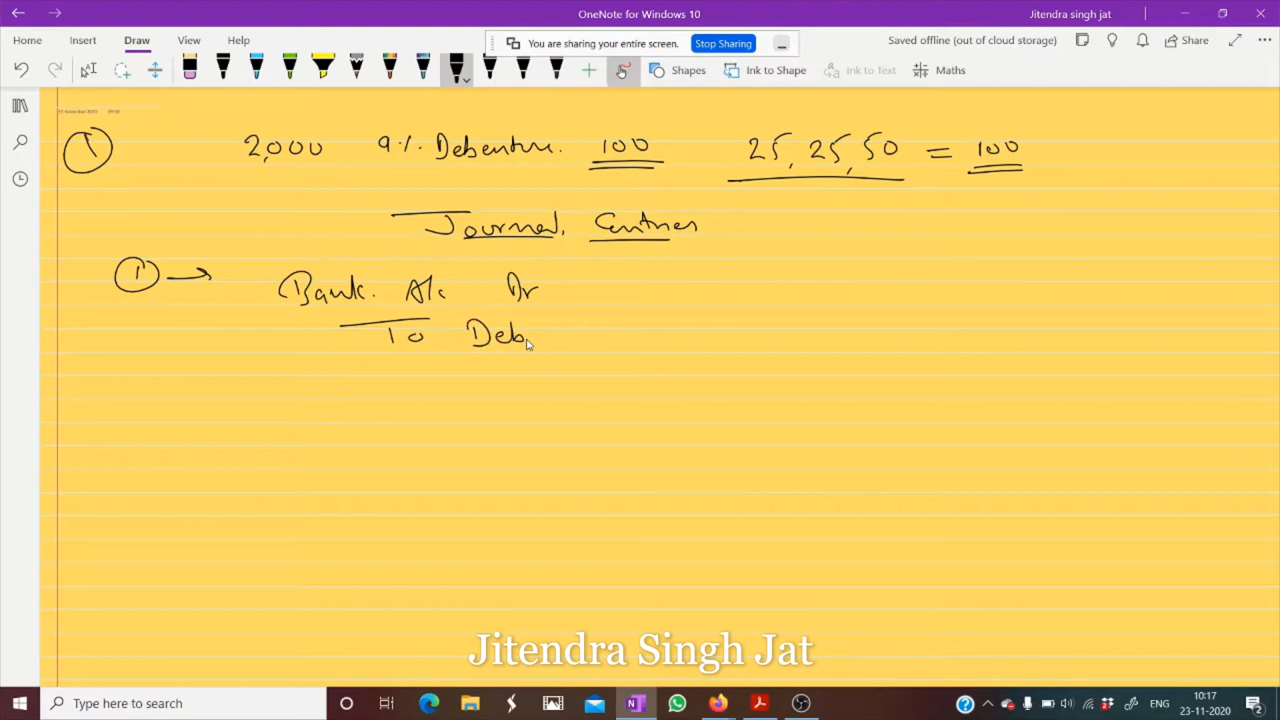 OneNote for Windows 10
Jitendra singh jat
Home Insert Draw View Help
You are sharing your entire screen. Stop Sharing
Saved offline (out of cloud storage)
Share
Shapes Ink to Shape Ink to Text Maths
1 2,000 9% Debenture. 100 25, 25, 50 = 100
Journal Entries
1 → Bank. A/c Dr
To Deb
Jitendra Singh Jat
Type here to search
ENG
10:17
23-11-2020
2